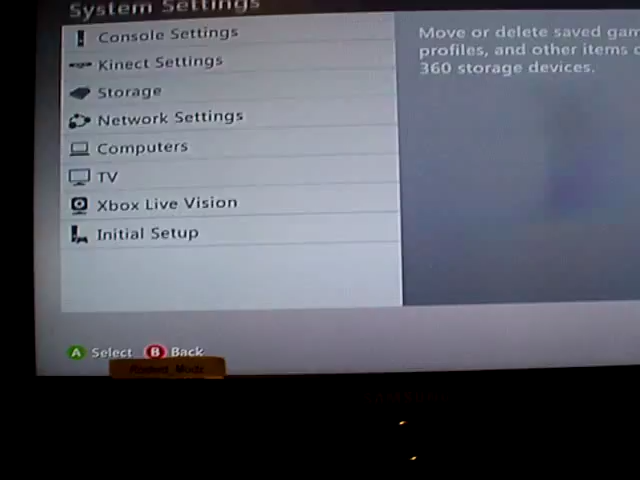 System Settings
Console Settings
Kinect Settings
Storage
Network Settings
Computers
TV
Xbox Live Vision
Initial Setup
Move or delete saved gam
profiles, and other items o
360 storage devices.
A Select B Back